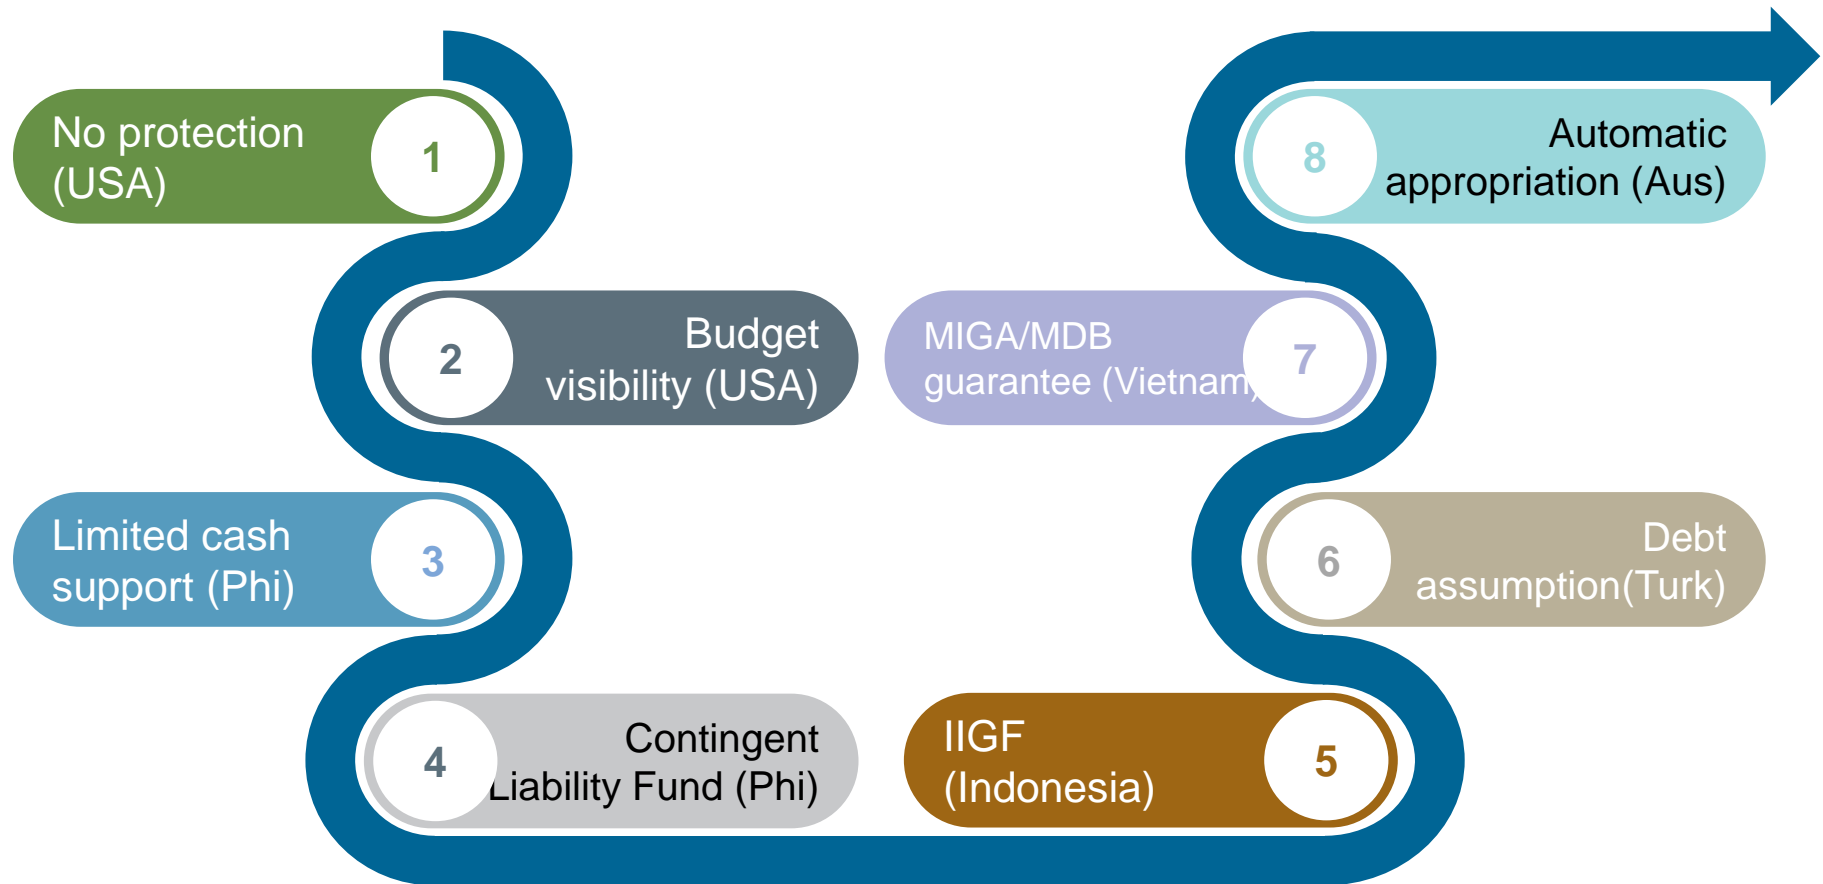 No protection
(USA)
1
2
Budget
visibility (USA)
Limited cash
support (Phi)
3
4
Contingent
Liability Fund (Phi)
IIGF
(Indonesia)
5
6
Debt
assumption(Turk)
MIGA/MDB
guarantee (Vietnam)
7
8
Automatic
appropriation (Aus)